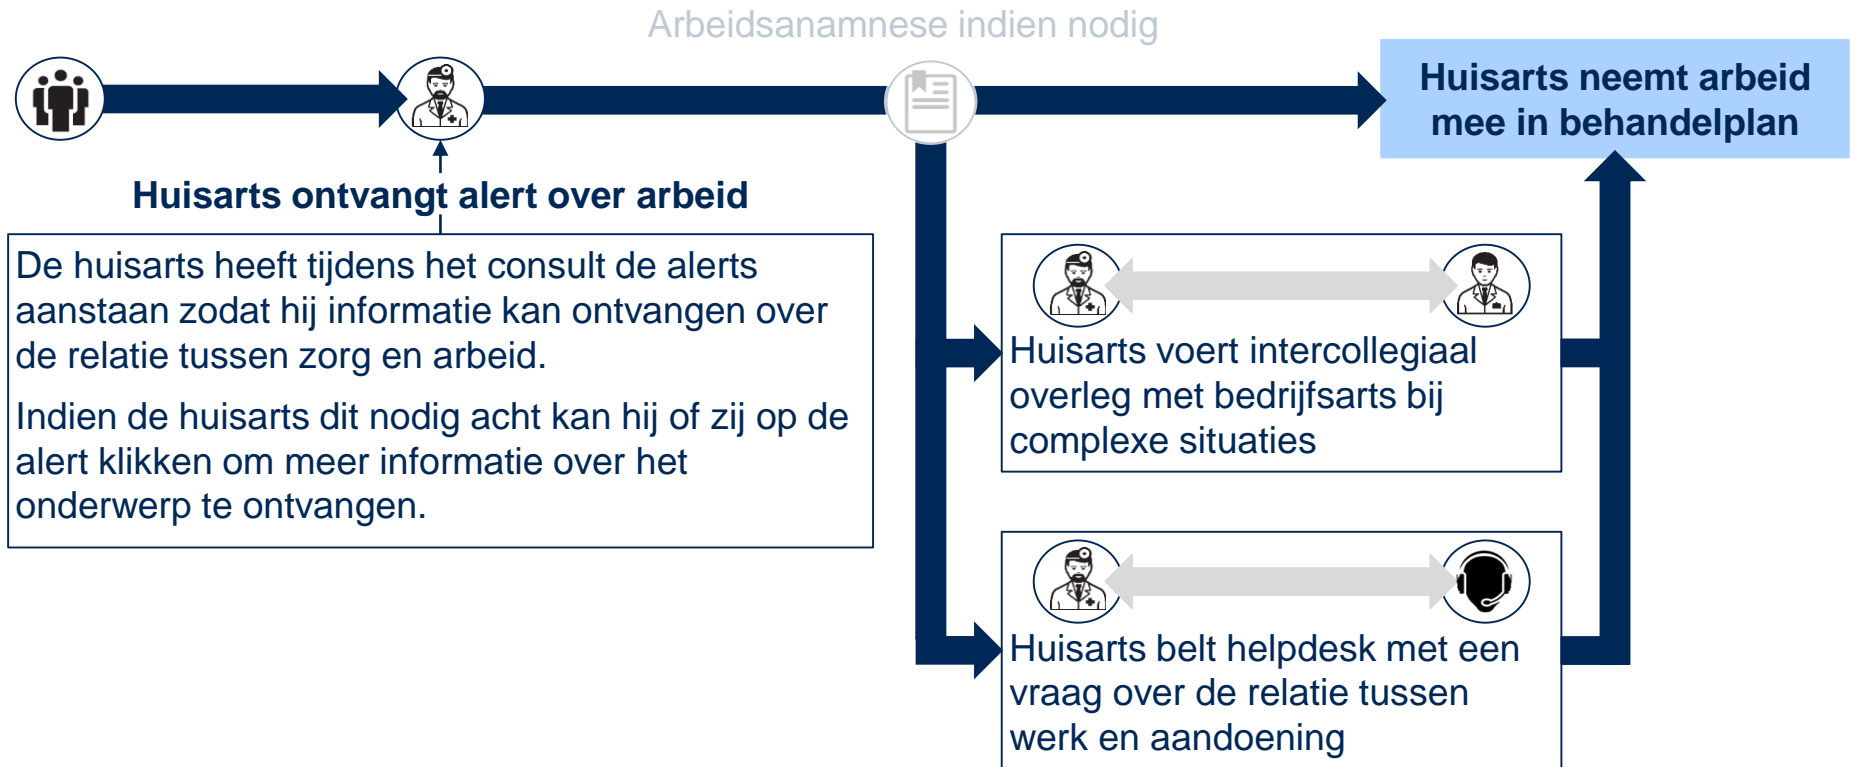 Arbeidsanamnese indien nodig
Huisarts neemt arbeid
mee in behandelplan
Huisarts ontvangt alert over arbeid
De huisarts heeft tijdens het consult de alerts
aanstaan zodat hij informatie kan ontvangen over
de relatie tussen zorg en arbeid.
Indien de huisarts dit nodig acht kan hij of zij op de
alert klikken om meer informatie over het
onderwerp te ontvangen.
Huisarts voert intercollegiaal
overleg met bedrijfsarts bij
complexe situaties
Huisarts belt helpdesk met een
vraag over de relatie tussen
werk en aandoening